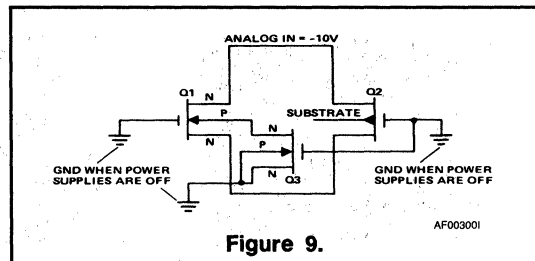 ANALOG IN = -10V
Q1
Q2
N
P
SUBSTRATE
N
N
P
N
Q3
GND WHEN POWER
SUPPLIES ARE OFF
GND WHEN POWER
SUPPLIES ARE OFF
AF00300I
Figure 9.